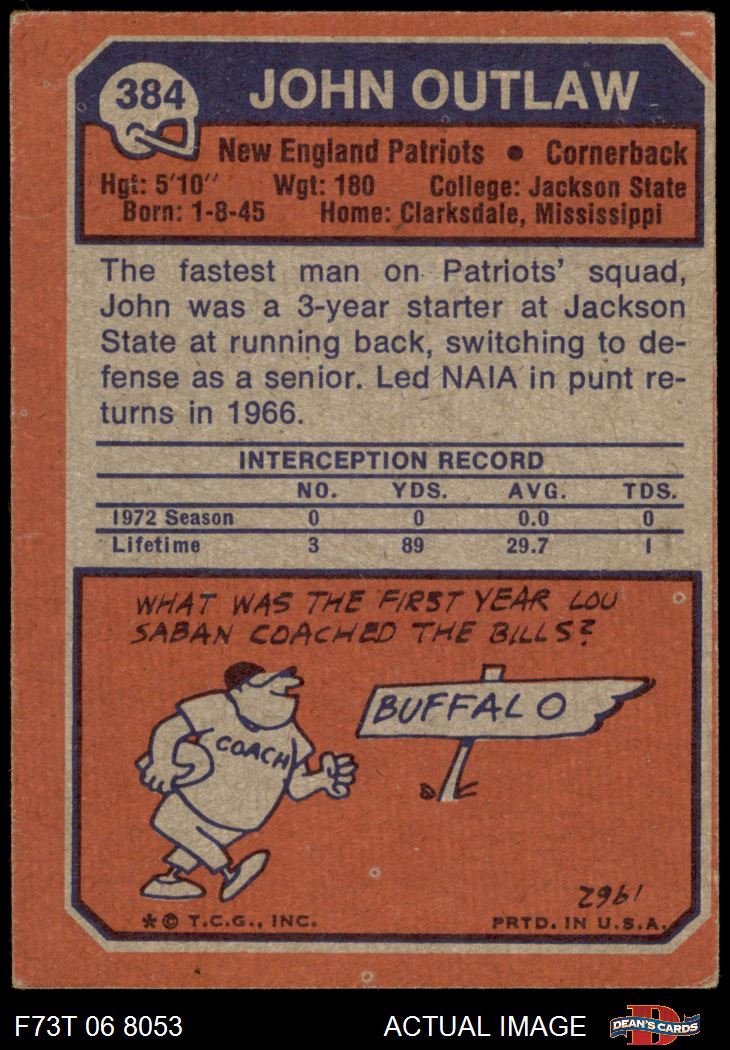 384
JOHN OUTLAW
New England Patriots • Cornerback
Hgt: 5'10" Wgt: 180 College: Jackson State
Born: 1-8-45 Home: Clarksdale, Mississippi
The fastest man on Patriots' squad,
John was a 3-year starter at Jackson
State at running back, switching to de-
fense as a senior. Led NAIA in punt re-
turns in 1966.
INTERCEPTION RECORD
NO. YDS. AVG. TDS.
1972 Season 0 0 0.0 0
Lifetime 3 89 29.7 1
WHAT WAS THE FIRST YEAR LOU
SABAN COACHED THE BILLS?
COACH
BUFFALO
1962
* © T.C.G., INC. PRTD. IN U.S.A.
F73T 06 8053 ACTUAL IMAGE
D
DEAN'S CARDS